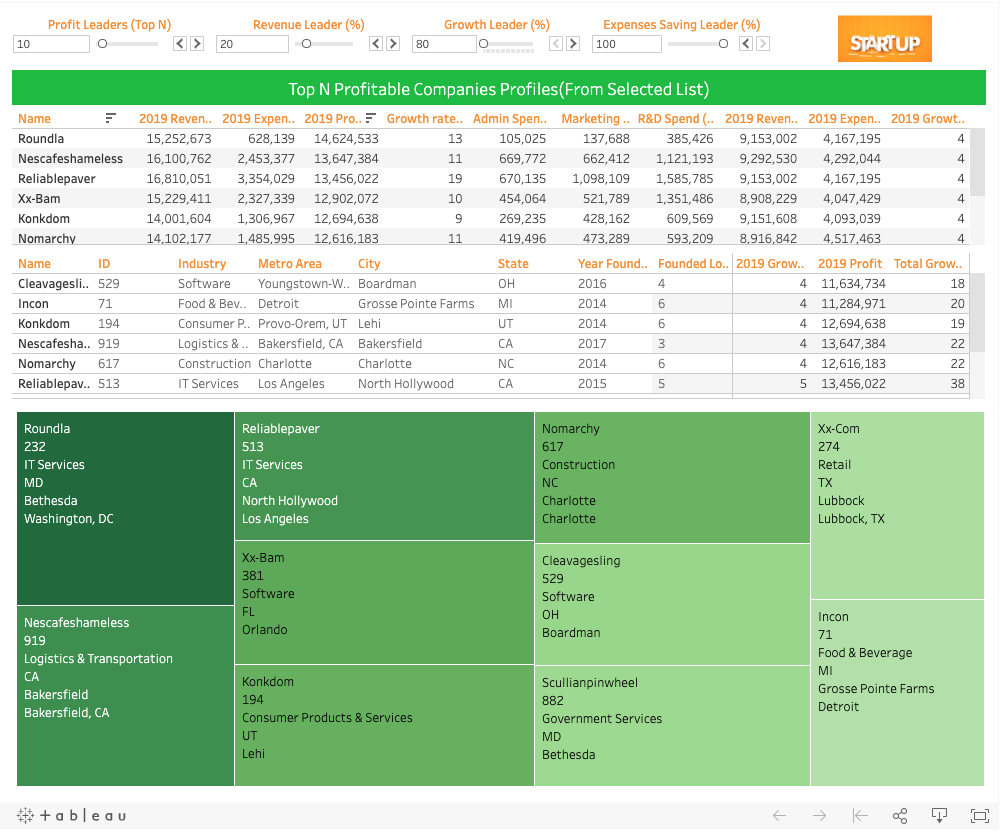 Profit Leaders (Top N) Revenue Leader (%) Growth Leader (%) Expenses Saving Leader (%)
10 20 80 100
STARTUP
Top N Profitable Companies Profiles(From Selected List)
Name 2019 Reven.. 2019 Expen.. 2019 Pro.. Growth rate.. Admin Spen.. Marketing .. R&D Spend (.. 2019 Reven.. 2019 Expen.. 2019 Growt..
Roundla 15,252,673 628,139 14,624,533 13 105,025 137,688 385,426 9,153,002 4,167,195 4
Nescafeshameless 16,100,762 2,453,377 13,647,384 11 669,772 662,412 1,121,193 9,292,530 4,292,044 4
Reliablepaver 16,810,051 3,354,029 13,456,022 19 670,135 1,098,109 1,585,785 9,153,002 4,167,195 4
Xx-Bam 15,229,411 2,327,339 12,902,072 10 454,064 521,789 1,351,486 8,908,229 4,047,429 4
Konkdom 14,001,604 1,306,967 12,694,638 9 269,235 428,162 609,569 9,151,608 4,093,039 4
Nomarchy 14,102,177 1,485,995 12,616,183 11 419,496 473,289 593,209 8,916,842 4,517,463 4
Name ID Industry Metro Area City State Year Found.. Founded Lo.. 2019 Grow.. 2019 Profit Total Grow..
Cleavagesli.. 529 Software Youngstown-W.. Boardman OH 2016 4 4 11,634,734 18
Incon 71 Food & Bev.. Detroit Grosse Pointe Farms MI 2014 6 4 11,284,971 20
Konkdom 194 Consumer P.. Provo-Orem, UT Lehi UT 2014 6 4 12,694,638 19
Nescafesha.. 919 Logistics & .. Bakersfield, CA Bakersfield CA 2017 3 4 13,647,384 22
Nomarchy 617 Construction Charlotte Charlotte NC 2014 6 4 12,616,183 22
Reliablepav.. 513 IT Services Los Angeles North Hollywood CA 2015 5 5 13,456,022 38
Roundla
232
IT Services
MD
Bethesda
Washington, DC
Nescafeshameless
919
Logistics & Transportation
CA
Bakersfield
Bakersfield, CA
Reliablepaver
513
IT Services
CA
North Hollywood
Los Angeles
Xx-Bam
381
Software
FL
Orlando
Konkdom
194
Consumer Products & Services
UT
Lehi
Nomarchy
617
Construction
NC
Charlotte
Charlotte
Cleavagesling
529
Software
OH
Boardman
Scullianpinwheel
882
Government Services
MD
Bethesda
Xx-Com
274
Retail
TX
Lubbock
Lubbock, TX
Incon
71
Food & Beverage
MI
Grosse Pointe Farms
Detroit
+ableau